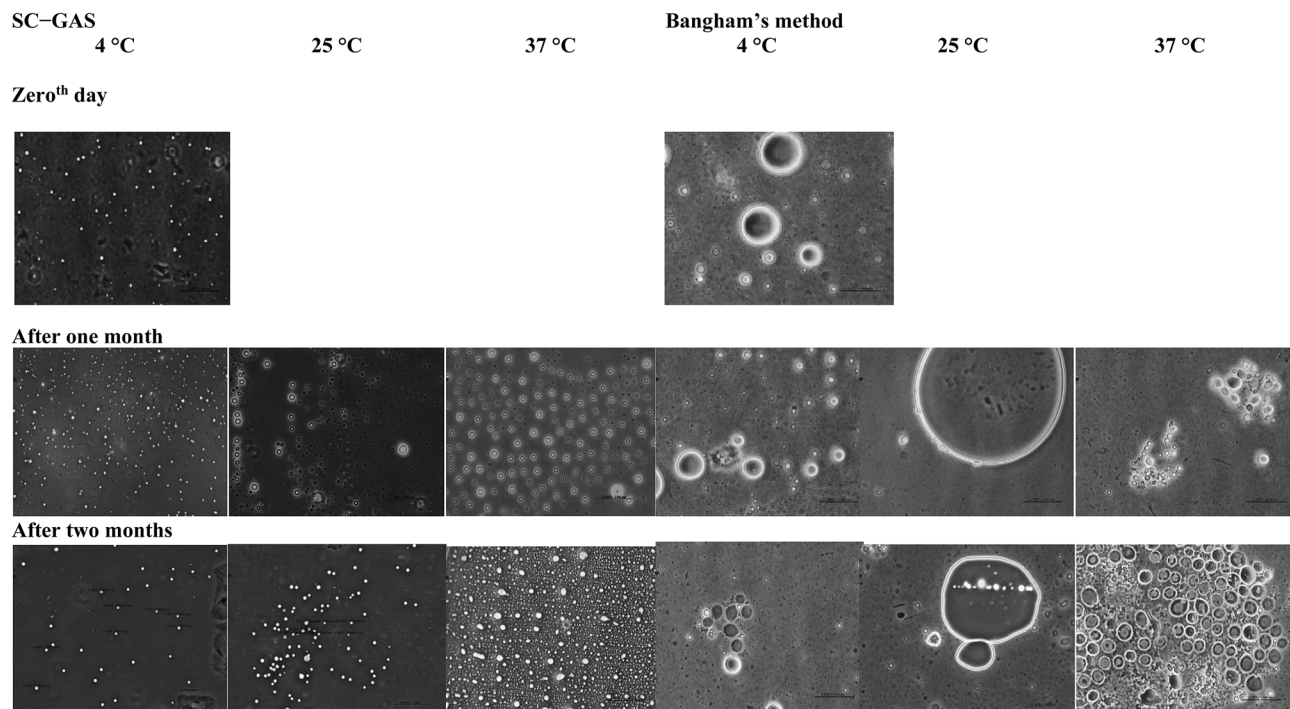 SC−GAS Bangham’s method
4 °C 25 °C 37 °C 4 °C 25 °C 37 °C
Zeroth day
After one month
After two months